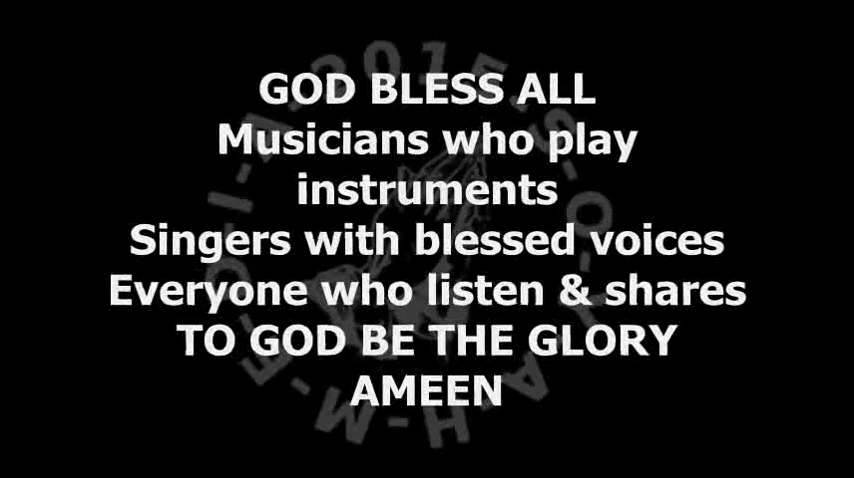 GOD BLESS ALL
Musicians who play
instruments
Singers with blessed voices
Everyone who listen & shares
TO GOD BE THE GLORY
AMEEN